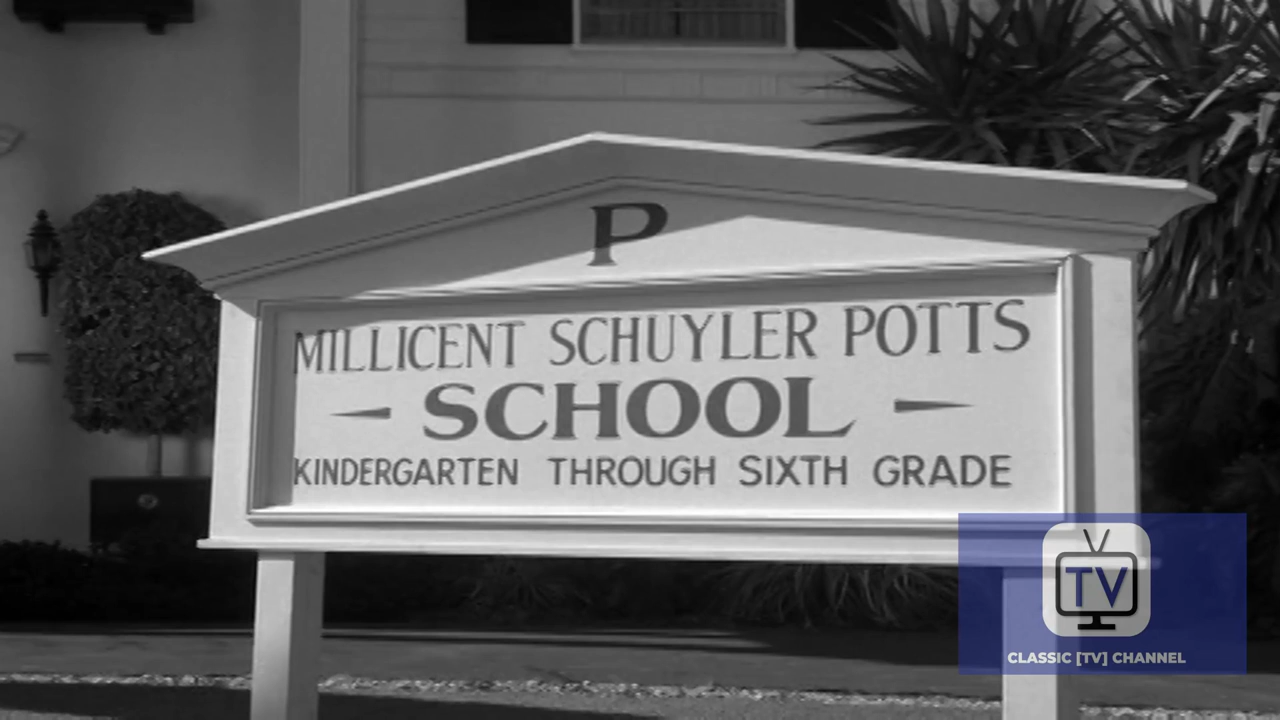 P
MILLICENT SCHUYLER POTTS
SCHOOL
KINDERGARTEN THROUGH SIXTH GRADE
TV
CLASSIC [TV] CHANNEL